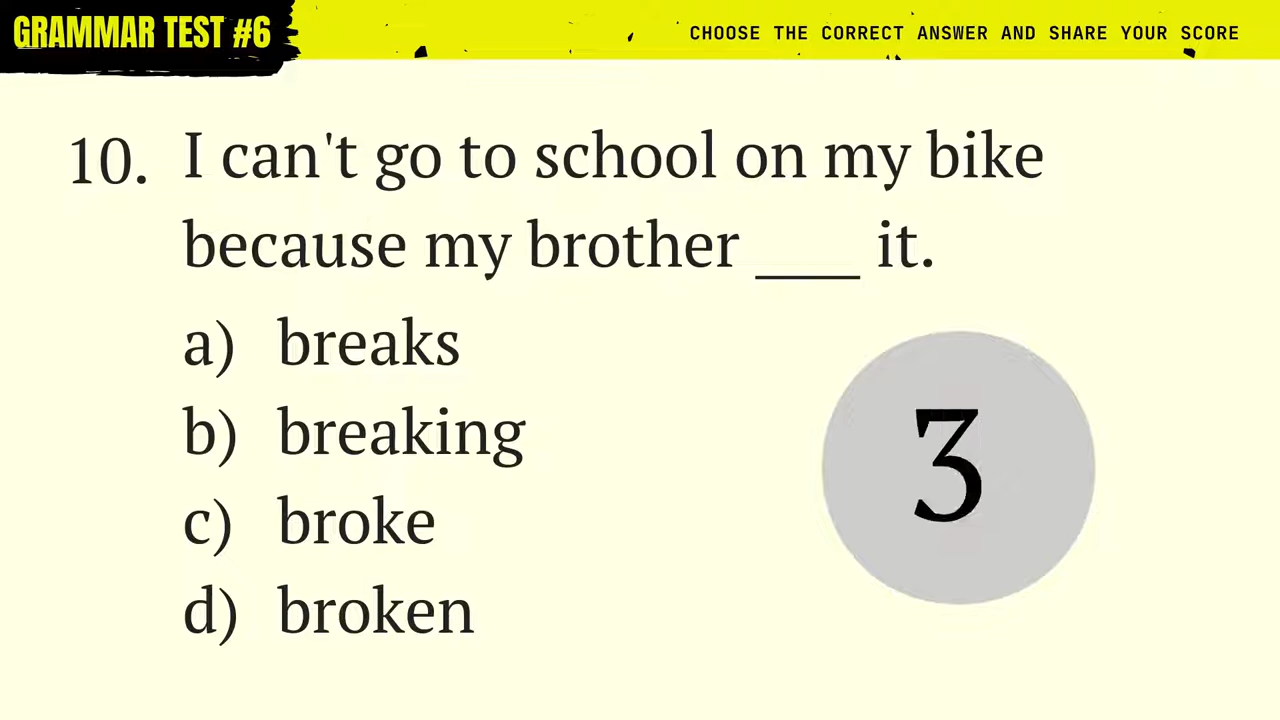 GRAMMAR TEST #6
CHOOSE THE CORRECT ANSWER AND SHARE YOUR SCORE
10. I can't go to school on my bike
because my brother ____ it.
a) breaks
b) breaking
c) broke
d) broken
3